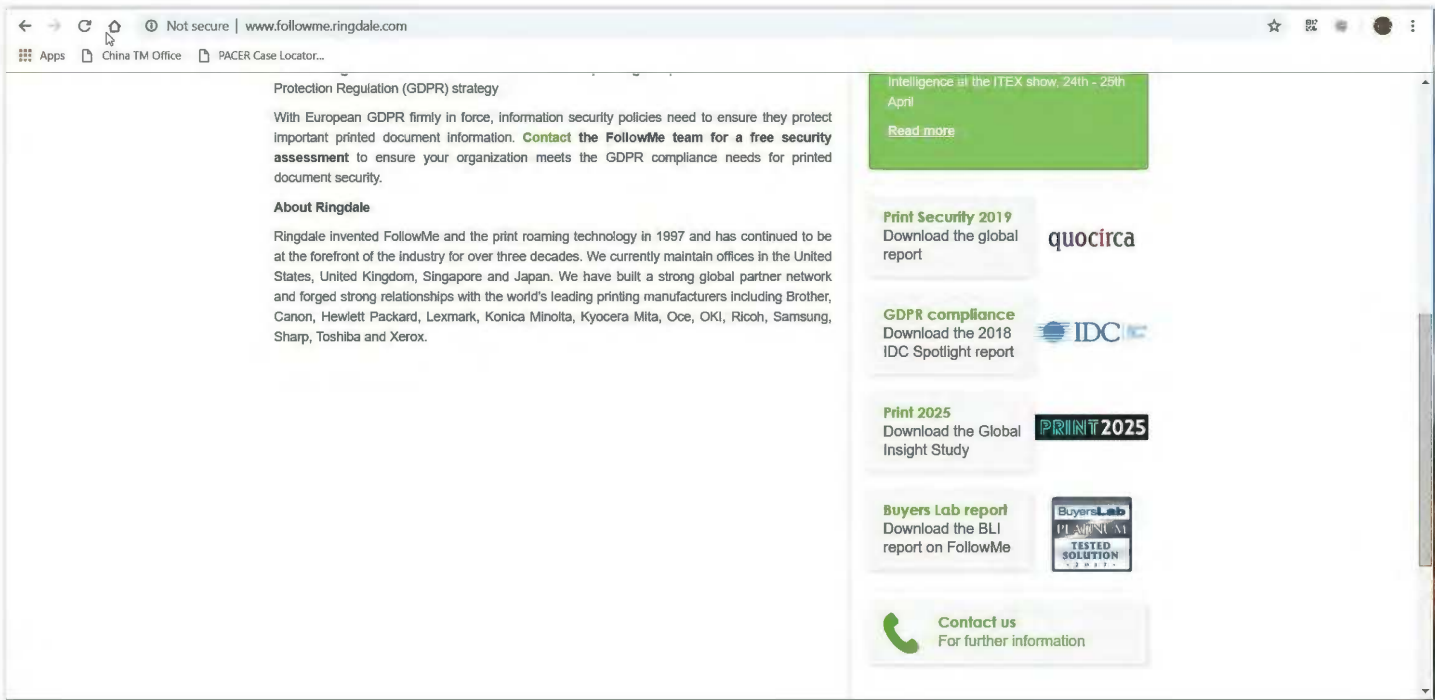 Not secure | www.followme.ringdale.com
Apps China TM Office PACER Case Locator...
Protection Regulation (GDPR) strategy
With European GDPR firmly in force, information security policies need to ensure they protect
important printed document information. Contact the FollowMe team for a free security
assessment to ensure your organization meets the GDPR compliance needs for printed
document security.
About Ringdale
Ringdale invented FollowMe and the print roaming technology in 1997 and has continued to be
at the forefront of the industry for over three decades. We currently maintain offices in the United
States, United Kingdom, Singapore and Japan. We have built a strong global partner network
and forged strong relationships with the world's leading printing manufacturers including Brother,
Canon, Hewlett Packard, Lexmark, Konica Minolta, Kyocera Mita, Oce, OKI, Ricoh, Samsung,
Sharp, Toshiba and Xerox.
Intelligence at the ITEX show, 24th - 25th
April
Read more
Print Security 2019
Download the global
report
quocirca
GDPR compliance
Download the 2018
IDC Spotlight report
IDC
Print 2025
Download the Global
Insight Study
PRINT2025
Buyers Lab report
Download the BLI
report on FollowMe
BuyersLab
PLATINUM
TESTED
SOLUTION
Contact us
For further information